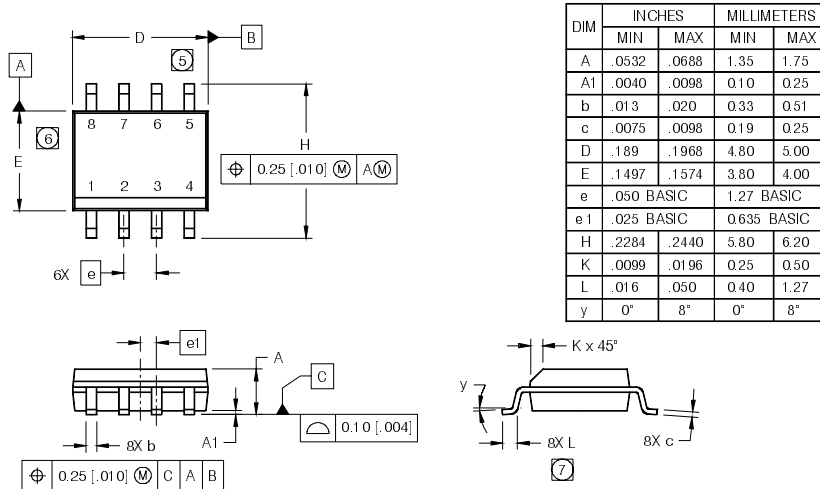 D
B
5
A
8 7 6 5
6
E
H
0.25 [.010] M A M
1 2 3 4
6X e
e1
A
C
A1
8X b
0.10 [.004]
0.25 [.010] M C A B
DIM INCHES MILLIMETERS
MIN MAX MIN MAX
A .0532 .0688 1.35 1.75
A1 .0040 .0098 0.10 0.25
b .013 .020 0.33 0.51
c .0075 .0098 0.19 0.25
D .189 .1968 4.80 5.00
E .1497 .1574 3.80 4.00
e .050 BASIC 1.27 BASIC
e1 .025 BASIC 0.635 BASIC
H .2284 .2440 5.80 6.20
K .0099 .0196 0.25 0.50
L .016 .050 0.40 1.27
y 0° 8° 0° 8°
K x 45°
y
8X L
8X c
7